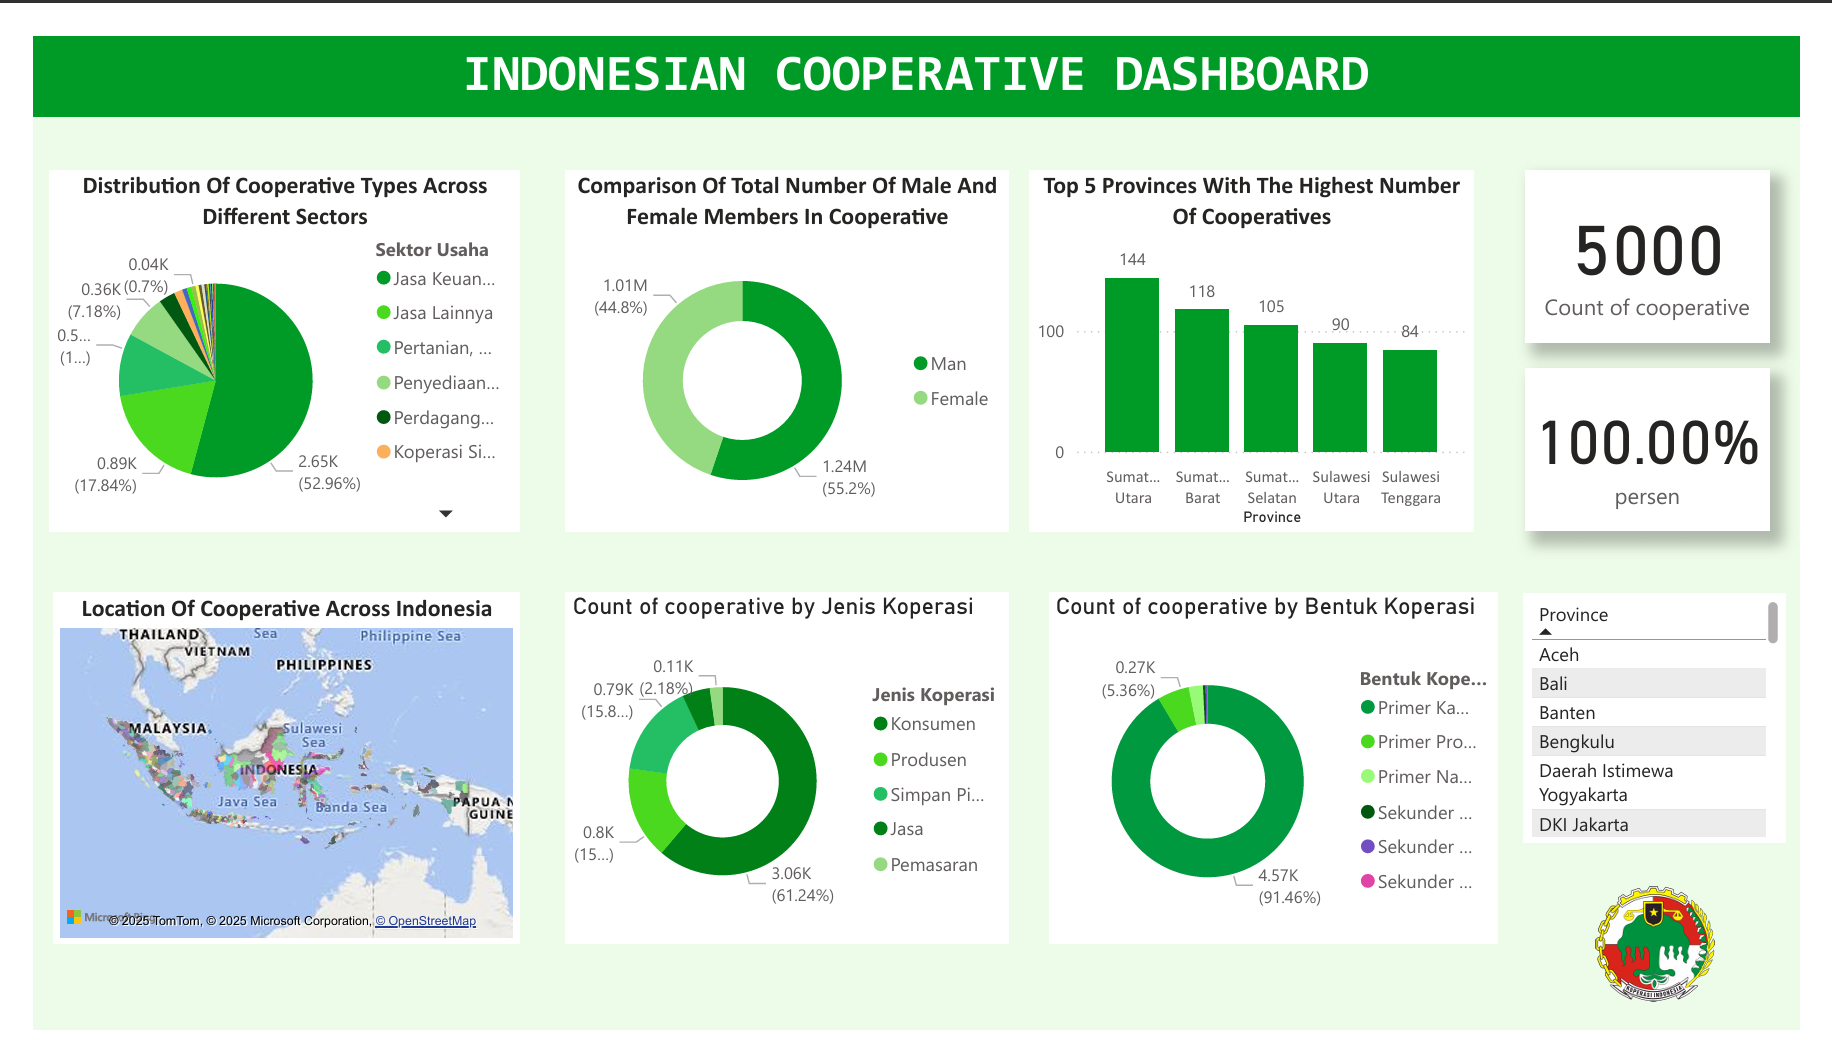 INDONESIAN COOPERATIVE DASHBOARD
Distribution Of Cooperative Types Across
Different Sectors
Sektor Usaha
Jasa Keuan...
Jasa Lainnya
Pertanian, ...
Penyediaan...
Perdagang...
Koperasi Si...
0.04K
(0.7%)
0.36K
(7.18%)
0.5...
(1...)
0.89K
(17.84%)
2.65K
(52.96%)
Comparison Of Total Number Of Male And
Female Members In Cooperative
1.01M
(44.8%)
1.24M
(55.2%)
Man
Female
Top 5 Provinces With The Highest Number
Of Cooperatives
144
118
105
90
84
100
0
Sumat...
Utara
Sumat...
Barat
Sumat...
Selatan
Sulawesi
Utara
Sulawesi
Tenggara
Province
5000
Count of cooperative
100.00%
persen
Location Of Cooperative Across Indonesia
THAILAND
Sea
Philippine Sea
VIETNAM
PHILIPPINES
MALAYSIA
Sulawesi
Sea
INDONESIA
Java Sea
Banda Sea
PAPUA N
GUINE
Microsoft Bing
© 2025 TomTom, © 2025 Microsoft Corporation, © OpenStreetMap
Count of cooperative by Jenis Koperasi
0.11K
(2.18%)
0.79K
(15.8...)
0.8K
(15...)
3.06K
(61.24%)
Jenis Koperasi
Konsumen
Produsen
Simpan Pi...
Jasa
Pemasaran
Count of cooperative by Bentuk Koperasi
0.27K
(5.36%)
4.57K
(91.46%)
Bentuk Kope...
Primer Ka...
Primer Pro...
Primer Na...
Sekunder ...
Sekunder ...
Sekunder ...
Province
Aceh
Bali
Banten
Bengkulu
Daerah Istimewa
Yogyakarta
DKI Jakarta
KOPERASI INDONESIA